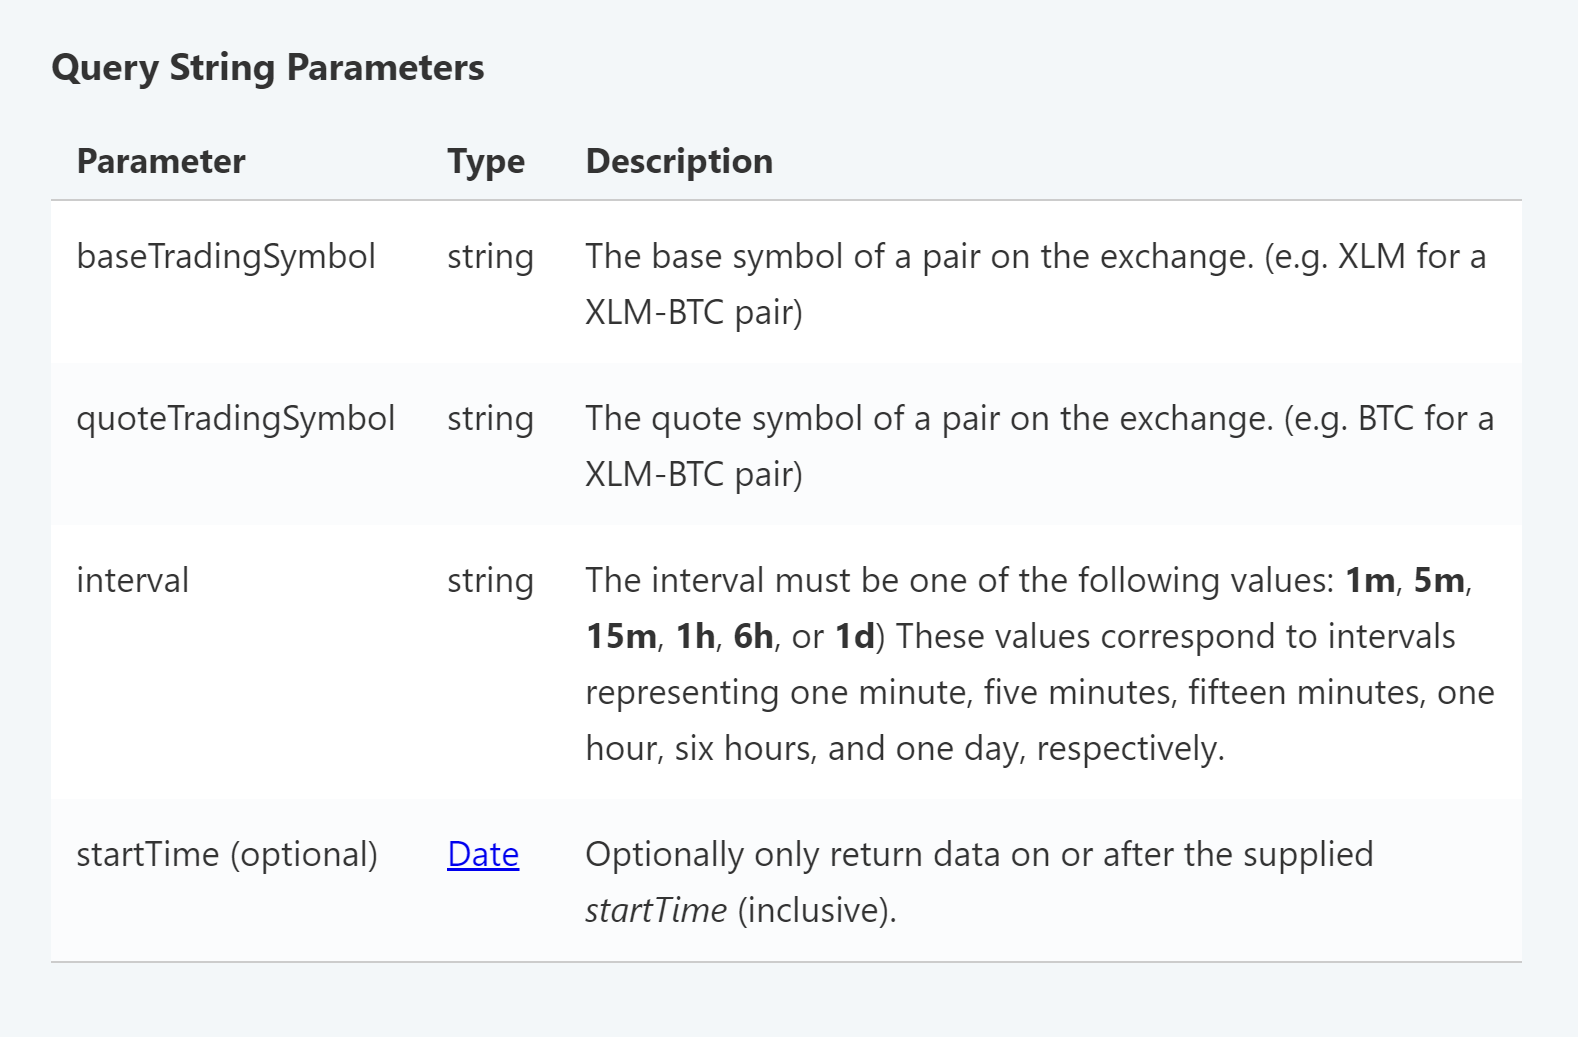 Query String Parameters
Parameter Type Description
baseTradingSymbol string The base symbol of a pair on the exchange. (e.g. XLM for a
XLM-BTC pair)
quoteTradingSymbol string The quote symbol of a pair on the exchange. (e.g. BTC for a
XLM-BTC pair)
interval string The interval must be one of the following values: 1m, 5m,
15m, 1h, 6h, or 1d) These values correspond to intervals
representing one minute, five minutes, fifteen minutes, one
hour, six hours, and one day, respectively.
startTime (optional) Date Optionally only return data on or after the supplied
startTime (inclusive).